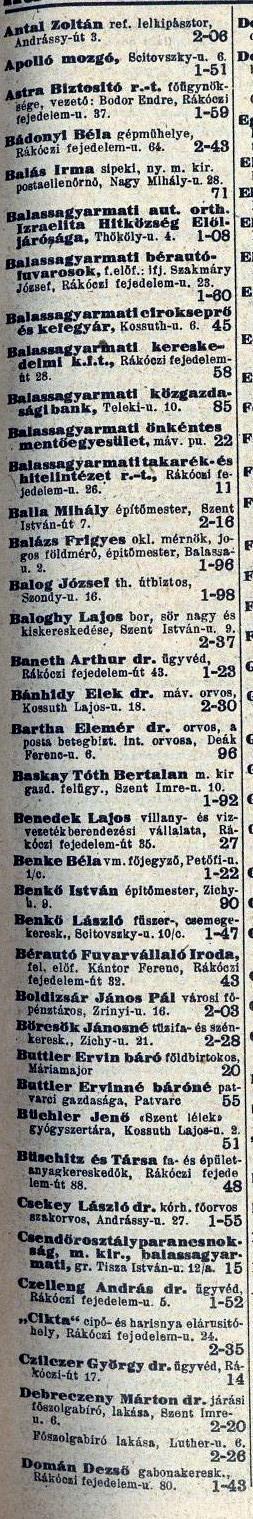 Antal Zoltán ref. lelkipásztor,
Andrássy-út 3. 2-06
Apolló mozgó, Scitovszky-u. 6.
1-51
Astra Biztositó r.-t. főügynök-
sége, vezető: Bodor Endre, Rákóczi
fejedelem-u. 37. 1-59
Bádonyi Béla gépműhelye,
Rákóczi fejedelem-u. 64. 2-43
Balás Irma sipeki, ny. m. kir.
postaellenőrnő, Nagy Mihály-u. 28.
71
Balassagyarmati aut. orth.
Izraelita Hitközség Elől-
járósága, Thököly-u. 4. 1-08
Balassagyarmati bérautó-
fuvarosok, f. előf.: ifj. Szakmáry
József, Rákóczi fejedelem-u. 23.
1-60
Balassagyarmati cirokseprő
és kefegyár, Kossuth-u. 6. 45
Balassagyarmati kereske-
delmi k.f.t., Rákóczi fejedelem-
út 28. 58
Balassagyarmati közgazda-
sági bank, Teleki-u. 10. 85
Balassagyarmati önkéntes
mentőegyesület, máv. pu. 22
Balassagyarmati takarék- és
hitelintézet r.-t., Rákóczi fe-
jedelem-u. 26. 11
Balla Mihály építőmester, Szent
István-út 7. 2-16
Balázs Frigyes okl. mérnök, jo-
gos földmérő, építőmester, Balassa-
u. 2. 1-96
Balog József th. útbiztos,
Szondy-u. 16. 1-98
Baloghy Lajos bor, sör nagy és
kiskereskedése, Szent István-u. 9.
2-37
Baneth Arthur dr. ügyvéd,
Rákóczi fejedelem-út 43. 1-23
Bánhidy Elek dr. máv. orvos,
Kossuth Lajos-u. 18. 2-30
Bartha Elemér dr. orvos, a
posta betegbizt. int. orvosa, Deák
Ferenc-u. 6. 96
Baskay Tóth Bertalan m. kir
gazd. felügy., Szent Imre-u. 10.
1-92
Benedek Lajos villany- és viz-
vezetékberendezési vállalata, Rá-
kóczi fejedelem-út 35. 27
Benke Béla vm. főjegyző, Petőfi-u.
1/c. 1-22
Benkő István építőmester, Zichy-
u. 9. 90
Benkő László fűszer-, csemege-
keresk., Scitovszky-u. 10/c. 1-47
Bérautó Fuvarvállaló Iroda,
fel. előf. Kántor Ferenc, Rákóczi
fejedelem-út 32. 43
Boldizsár János Pál városi fő-
pénztáros, Zrinyi-u. 16. 2-03
Börcsök Jánosné tüzifa- és szén-
keresk., Zichy-u. 21. 2-28
Buttler Ervin báró földbirtokos,
Máriamajor 20
Buttler Ervinné báróné pat-
varci gazdasága, Patvarc 55
Büchler Jenő «Szent lélek»
gyógyszertára, Kossuth Lajos-u. 2.
51
Büschitz és Társa fa- és épület-
anyagkereskedők, Rákóczi fejede
lem-út 88. 48
Csekey László dr. kórh. főorvos
szakorvos, Andrássy-u. 27. 1-55
Csendőrosztályparancsnok-
ság, m. kir., balassagyar-
mati, gr. Tisza István-u. 12/a. 15
Czelleng András dr. ügyvéd,
Rákóczi fejedelem-u. 5. 1-52
„Cikta" cipő- és harisnya elárusitó-
hely, Rákóczi fejedelem-u. 24.
2-35
Czilczer György dr. ügyvéd, Rá-
kóczi-út 17. 14
Debreczeny Márton dr. járási
főszolgabíró, lakása, Szent Imre-
u. 6. 2-20
Főszolgabíró lakása, Luther-u. 6.
2-26
Domán Dezső gabonakeresk.,
Rákóczi fejedelem-u. 80. 1-43